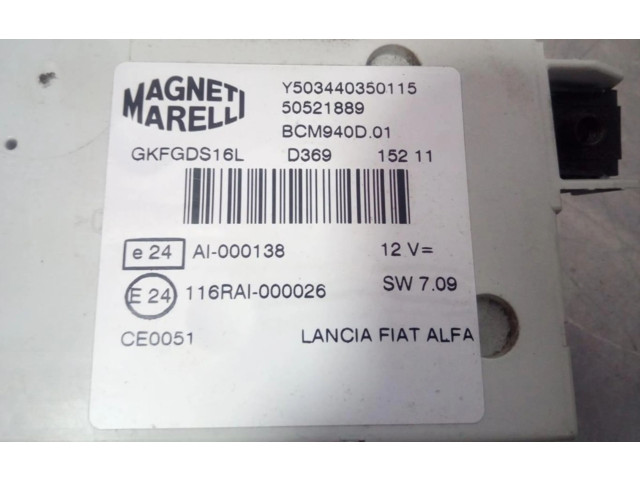 MAGNETI
MARELLI
Y503440350115
50521889
BCM940D.01
GKFGDS16L D369 152 11
e 24 AI-000138 12 V=
E 24 116RAI-000026 SW 7.09
CE0051 LANCIA FIAT ALFA